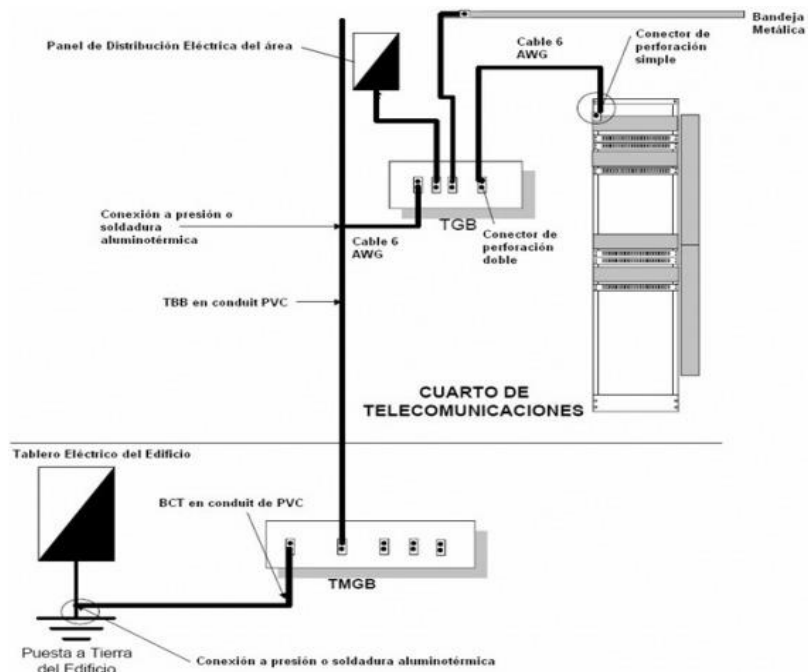 Panel de Distribución Eléctrica del área
Cable 6
AWG
Conector de
perforación
simple
Bandeja
Metálica
TGB
Conexión a presión o
soldadura
aluminotérmica
Cable 6
AWG
Conector de
perforación
doble
TBB en conduit PVC
CUARTO DE
TELECOMUNICACIONES
Tablero Eléctrico del Edificio
BCT en conduit de PVC
TMGB
Puesta a Tierra
del Edificio
Conexión a presión o soldadura aluminotérmica